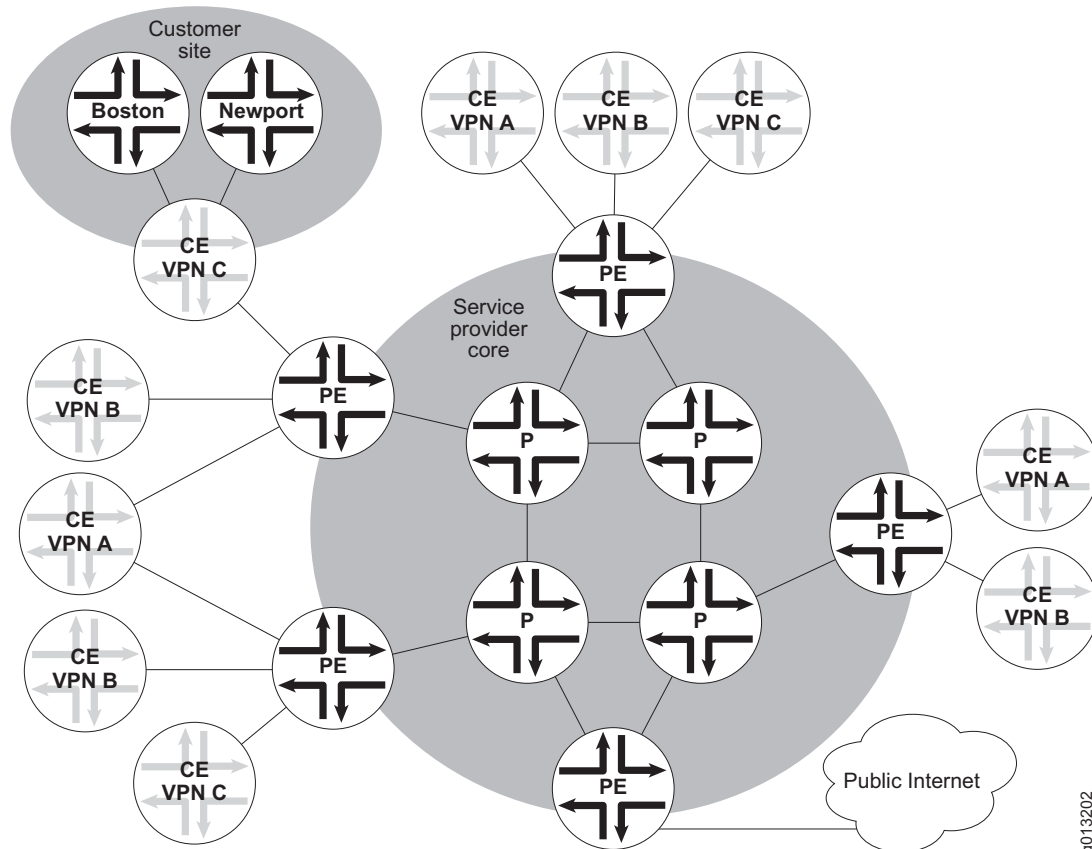 Customer
site
Boston
Newport
CE
VPN A
CE
VPN B
CE
VPN C
CE
VPN C
PE
Service
provider
core
PE
CE
VPN B
P
P
CE
VPN A
CE
VPN A
PE
CE
VPN B
P
P
CE
VPN B
PE
CE
VPN C
PE
Public Internet
g013202